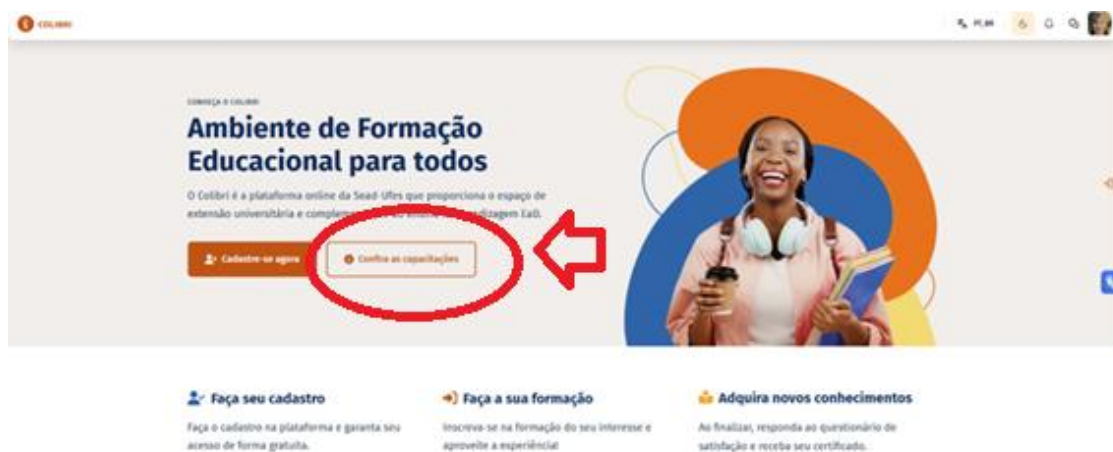 COLIBRI
PT_BR
CONHEÇA O COLIBRI
Ambiente de Formação
Educacional para
todos
O Colibri é a plataforma online da Sead-Ufes que proporciona o espaço de
extensão universitária e
EaD.
Cadastre-se agora
Confira as capacitações
Faça seu cadastro
Faça o cadastro na plataforma e garanta seu
acesso de forma gratuita.
Faça a sua formação
Inscreva-se na formação do seu interesse e
aproveite a experiência!
Adquira novos conhecimentos
Ao finalizar, responda ao questionário de
satisfação e receba seu certificado.